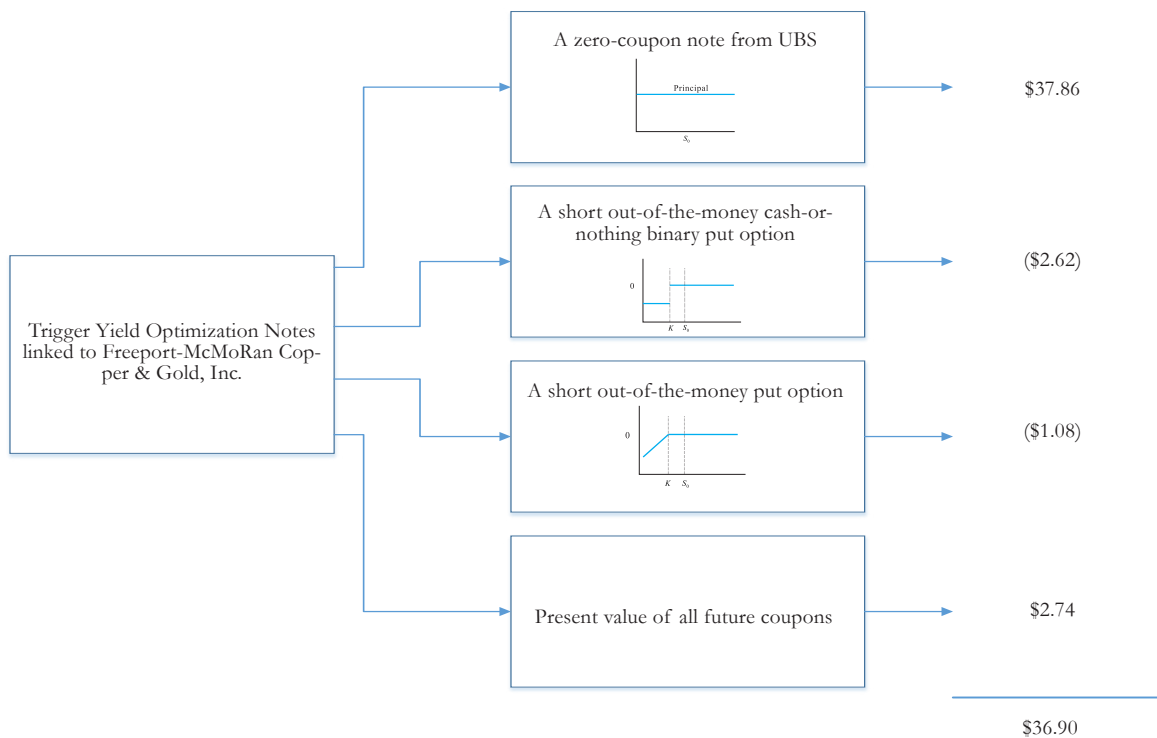 A zero-coupon note from UBS
Principal
S0
$37.86
A short out-of-the-money cash-or-
nothing binary put option
0
K
S0
($2.62)
Trigger Yield Optimization Notes
linked to Freeport-McMoRan Cop-
per & Gold, Inc.
A short out-of-the-money put option
0
K
S0
($1.08)
Present value of all future coupons
$2.74
$36.90